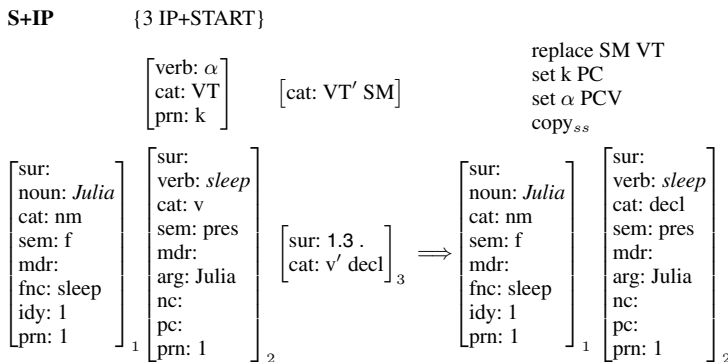 S+IP {3 IP+START}
verb: α
cat: VT
prn: k
[cat: VT′ SM]
replace SM VT
set k PC
set α PCV
copy_ss
sur:
noun: Julia
cat: nm
sem: f
mdr:
fnc: sleep
idy: 1
prn: 1
1
sur:
verb: sleep
cat: v
sem: pres
mdr:
arg: Julia
nc:
pc:
prn: 1
2
sur: 1.3 .
cat: v′ decl
3
⟹
sur:
noun: Julia
cat: nm
sem: f
mdr:
fnc: sleep
idy: 1
prn: 1
1
sur:
verb: sleep
cat: decl
sem: pres
mdr:
arg: Julia
nc:
pc:
prn: 1
2